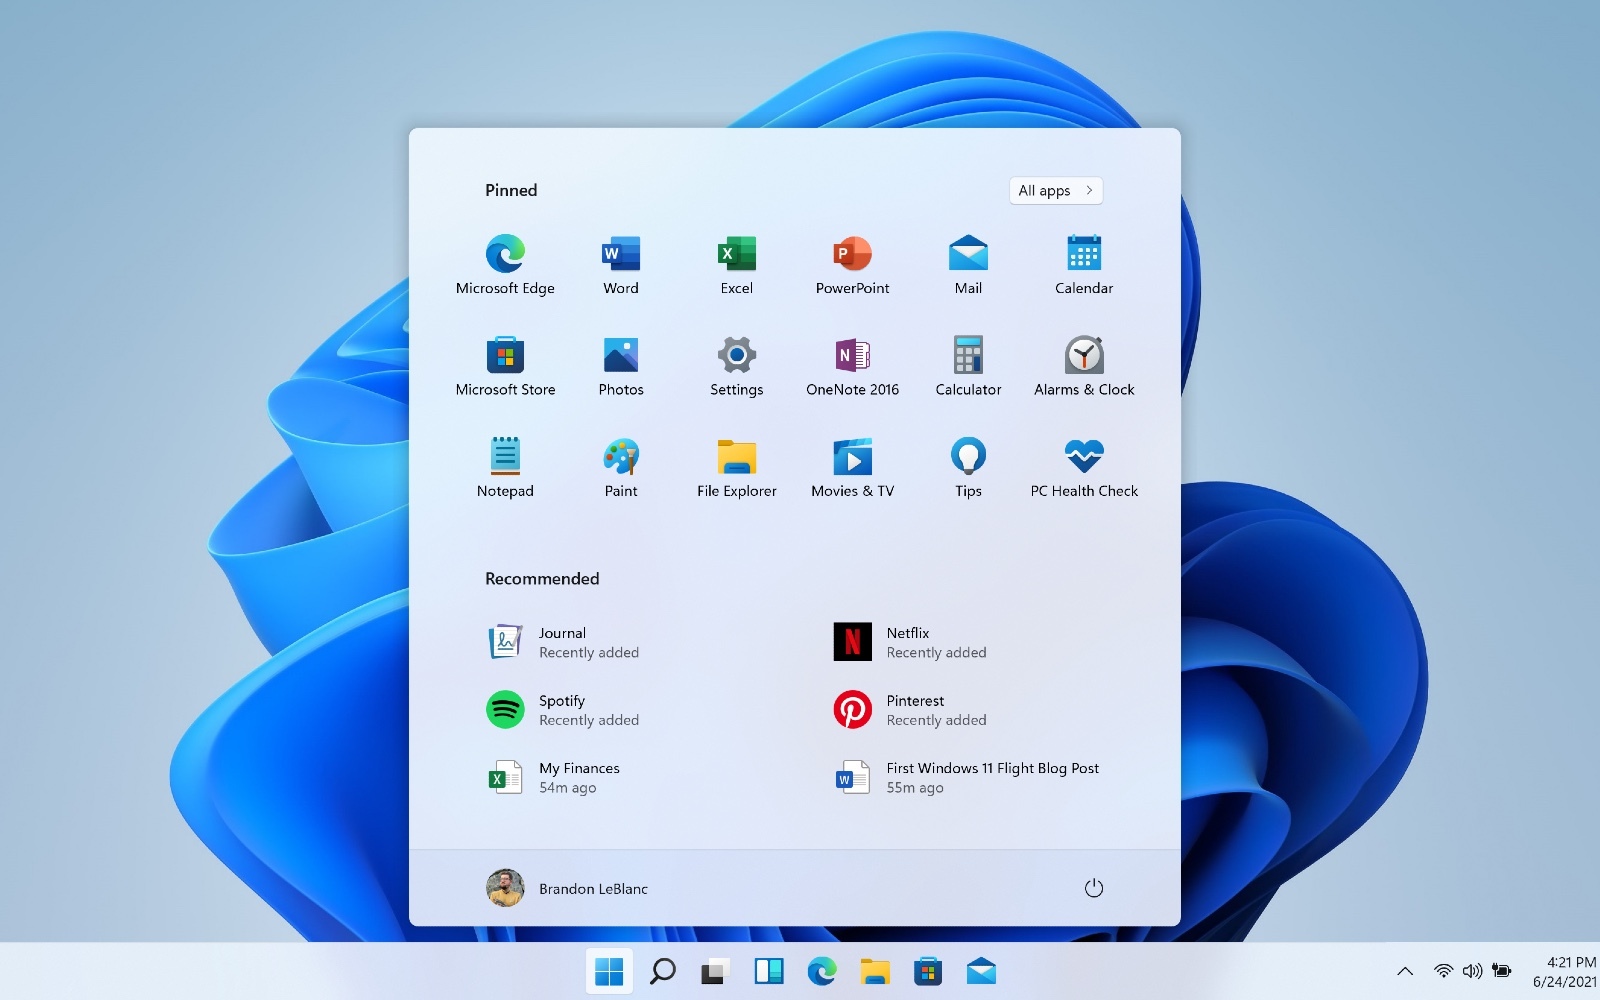 Pinned
All apps
Microsoft Edge
Word
Excel
PowerPoint
Mail
Calendar
Microsoft Store
Photos
Settings
OneNote 2016
Calculator
Alarms & Clock
Notepad
Paint
File Explorer
Movies & TV
Tips
PC Health Check
Recommended
Journal
Recently added
Netflix
Recently added
Spotify
Recently added
Pinterest
Recently added
My Finances
54m ago
First Windows 11 Flight Blog Post
55m ago
Brandon LeBlanc
4:21 PM
6/24/2021